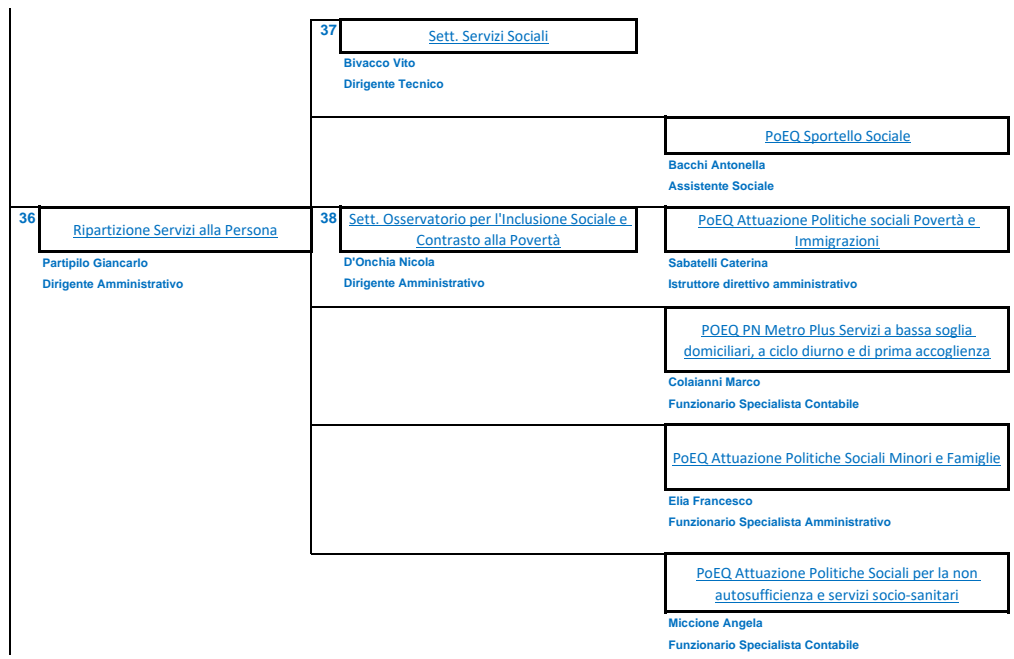 37
Sett. Servizi Sociali
Bivacco Vito
Dirigente Tecnico
PoEQ Sportello Sociale
Bacchi Antonella
Assistente Sociale
36
Ripartizione Servizi alla Persona
Partipilo Giancarlo
Dirigente Amministrativo
38
Sett. Osservatorio per l'Inclusione Sociale e
Contrasto alla Povertà
D'Onchia Nicola
Dirigente Amministrativo
PoEQ Attuazione Politiche sociali Povertà e
Immigrazioni
Sabatelli Caterina
Istruttore direttivo amministrativo
POEQ PN Metro Plus Servizi a bassa soglia
domiciliari, a ciclo diurno e di prima accoglienza
Colaianni Marco
Funzionario Specialista Contabile
PoEQ Attuazione Politiche Sociali Minori e Famiglie
Elia Francesco
Funzionario Specialista Amministrativo
PoEQ Attuazione Politiche Sociali per la non
autosufficienza e servizi socio-sanitari
Miccione Angela
Funzionario Specialista Contabile